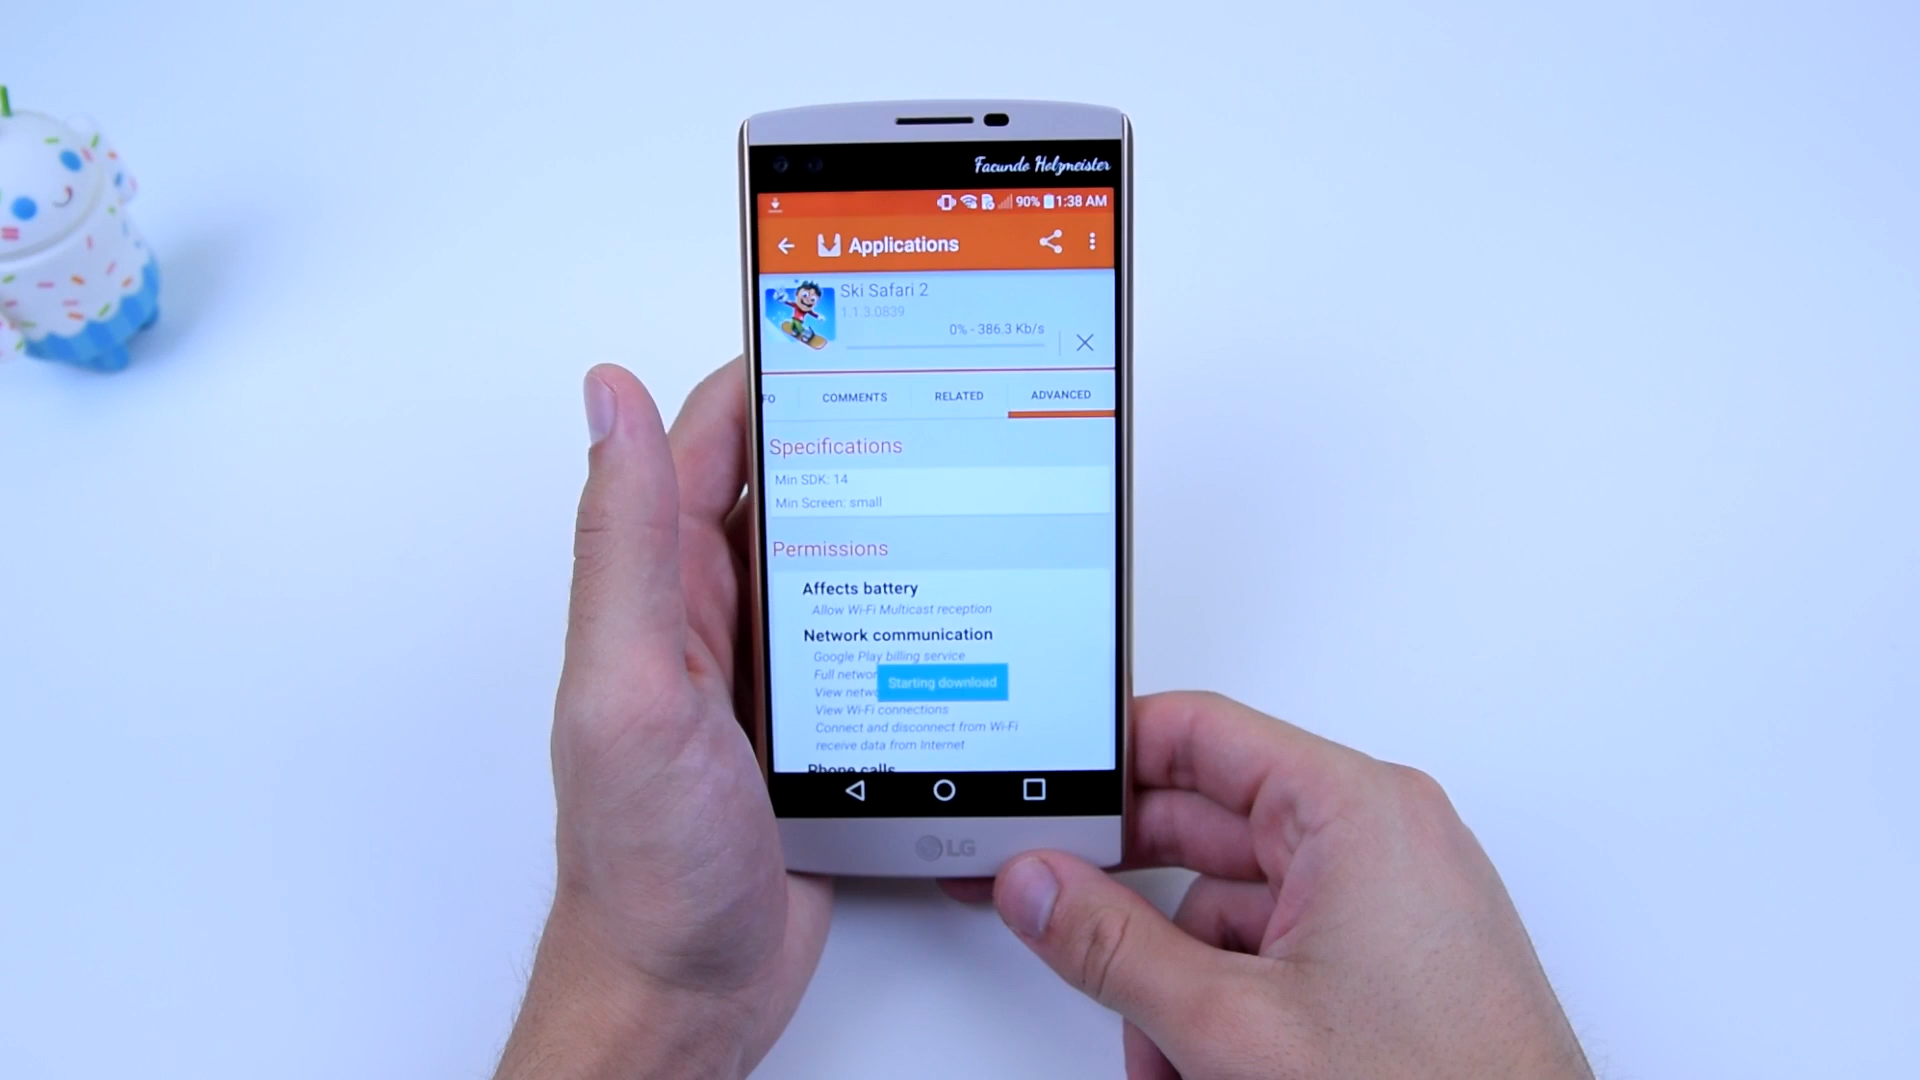 Facundo Holzmeister
90% 1:38 AM
Applications
Ski Safari 2
1.1.3.0839
0% - 386.3 Kb/s
FO COMMENTS RELATED ADVANCED
Specifications
Min SDK: 14
Min Screen: small
Permissions
Affects battery
Allow Wi-Fi Multicast reception
Network communication
Google Play billing service
Full networ
Starting download
View netwo
View Wi-Fi connections
Connect and disconnect from Wi-Fi
receive data from Internet
Phone calls
LG